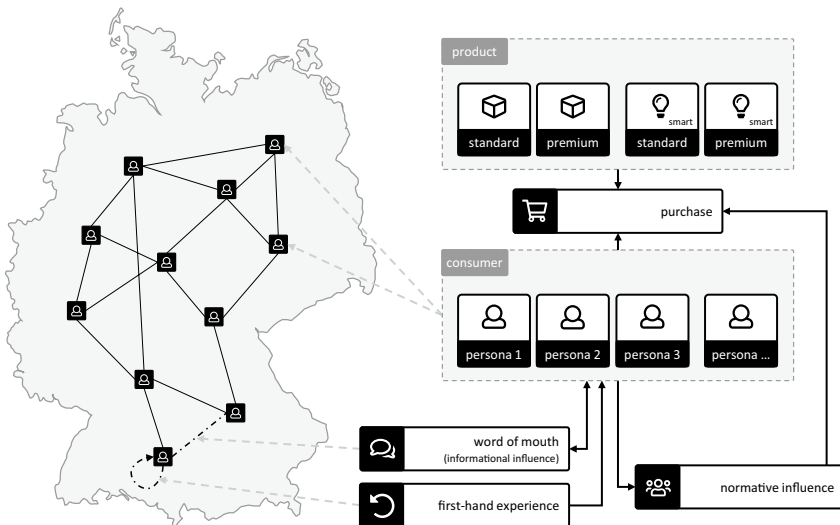 product
smart
smart
standard
premium
standard
premium
purchase
consumer
persona 1
persona 2
persona 3
persona ...
word of mouth
(informational influence)
first-hand experience
normative influence